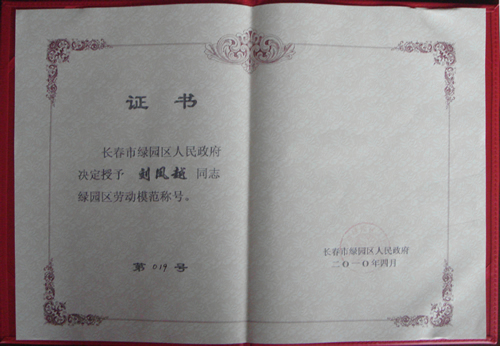 证书
长春市绿园区人民政府
决定授予 刘凤越 同志
绿园区劳动模范称号。
第 019 号
长春市绿园区人民政府
二〇一〇年四月